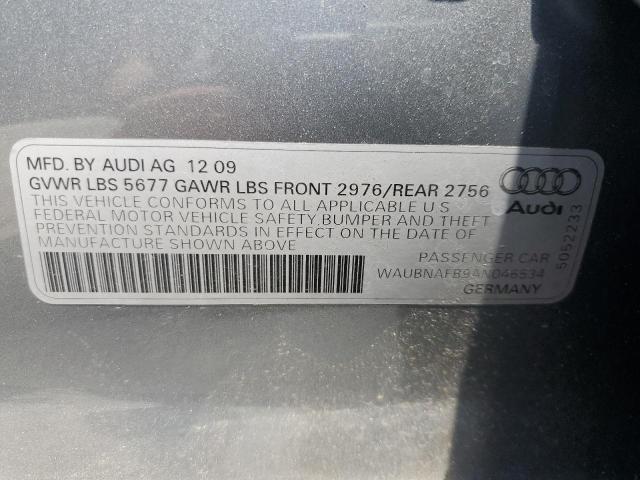 MFD. BY AUDI AG 12 09
GVWR LBS 5677 GAWR LBS FRONT 2976/REAR 2756
THIS VEHICLE CONFORMS TO ALL APPLICABLE U S
FEDERAL MOTOR VEHICLE SAFETY,BUMPER AND THEFT
PREVENTION STANDARDS IN EFFECT ON THE DATE OF
MANUFACTURE SHOWN ABOVE
Audi
5052233
PASSENGER CAR
WAUBNAFB9AN046534
GERMANY